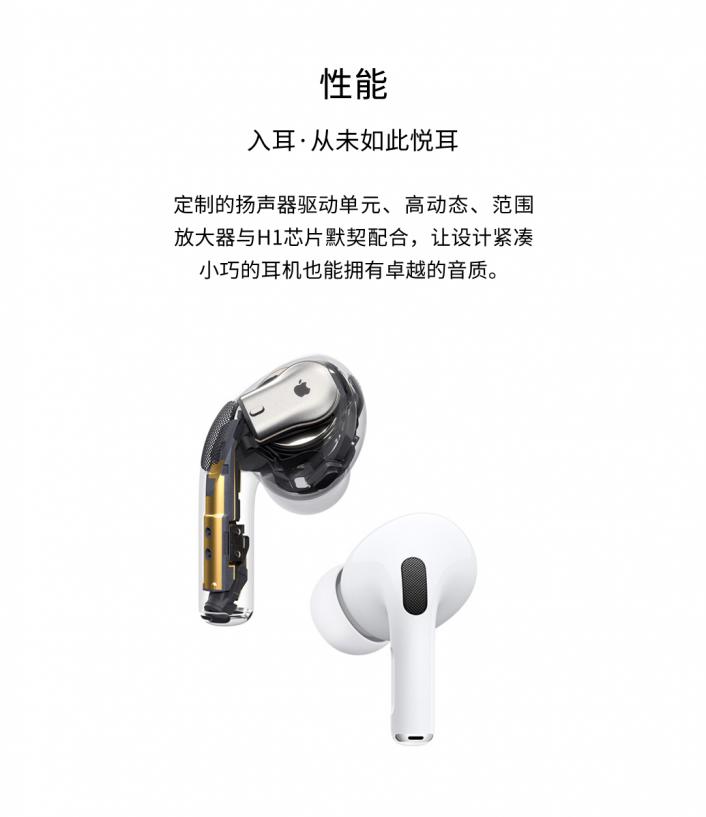 性能
入耳·从未如此悦耳
定制的扬声器驱动单元、高动态、范围
放大器与H1芯片默契配合，让设计紧凑
小巧的耳机也能拥有卓越的音质。